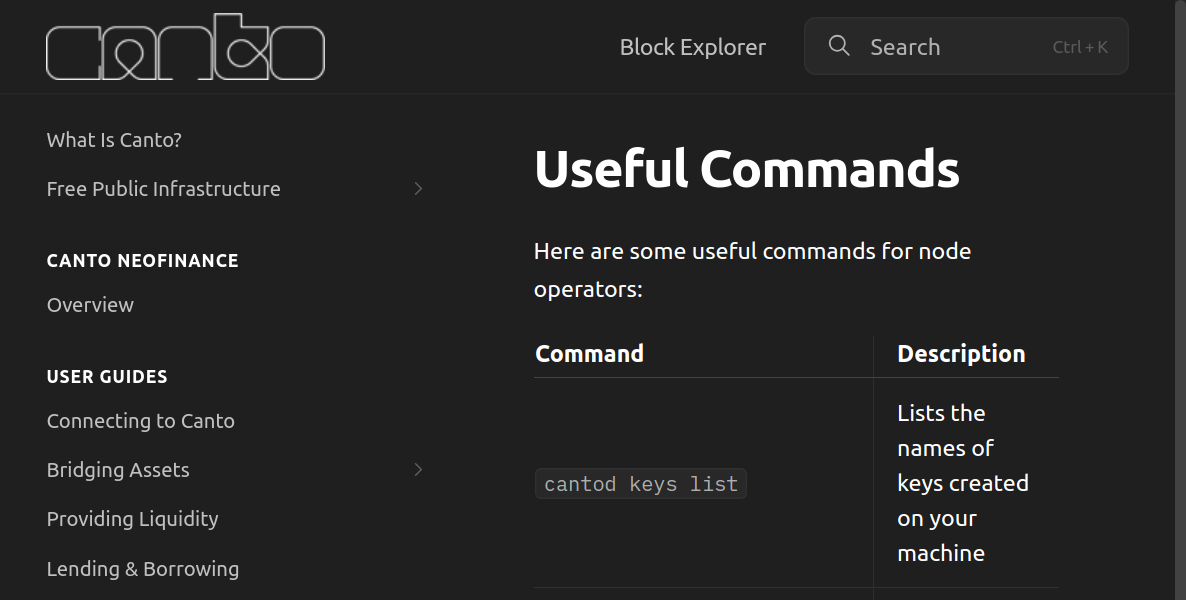 canto
Block Explorer
Search
Ctrl + K
What Is Canto?
Free Public Infrastructure
CANTO NEOFINANCE
Overview
USER GUIDES
Connecting to Canto
Bridging Assets
Providing Liquidity
Lending & Borrowing
Useful Commands
Here are some useful commands for node
operators:
Command
Description
cantod keys list
Lists the
names of
keys created
on your
machine